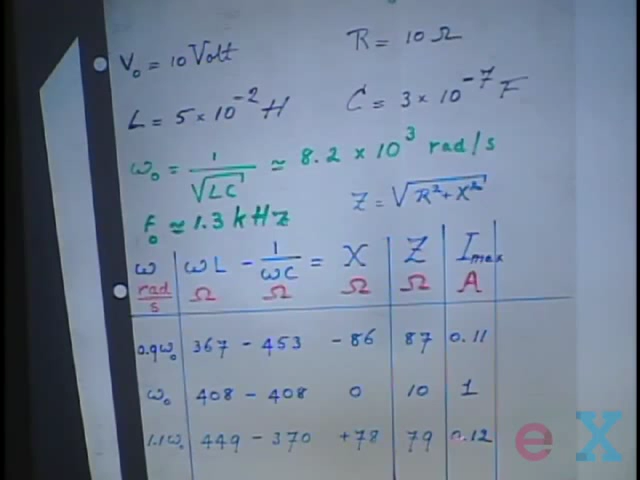 V₀ = 10 Volt    R = 10 Ω
L = 5 × 10⁻² H    C = 3 × 10⁻⁷ F
ω₀ = 1/√LC ≃ 8.2 × 10³ rad/s
F₀ ≃ 1.3 kHz    Z = √R² + X²
ω | ωL - 1/ωC = X | Z | I max
rad/s | Ω Ω Ω | Ω | A
0.9ω₀ | 367 - 453 - 86 | 87 | 0.11
ω₀ | 408 - 408 0 | 10 | 1
1.1ω₀ | 449 - 370 +78 | 79 | 0.12
eX